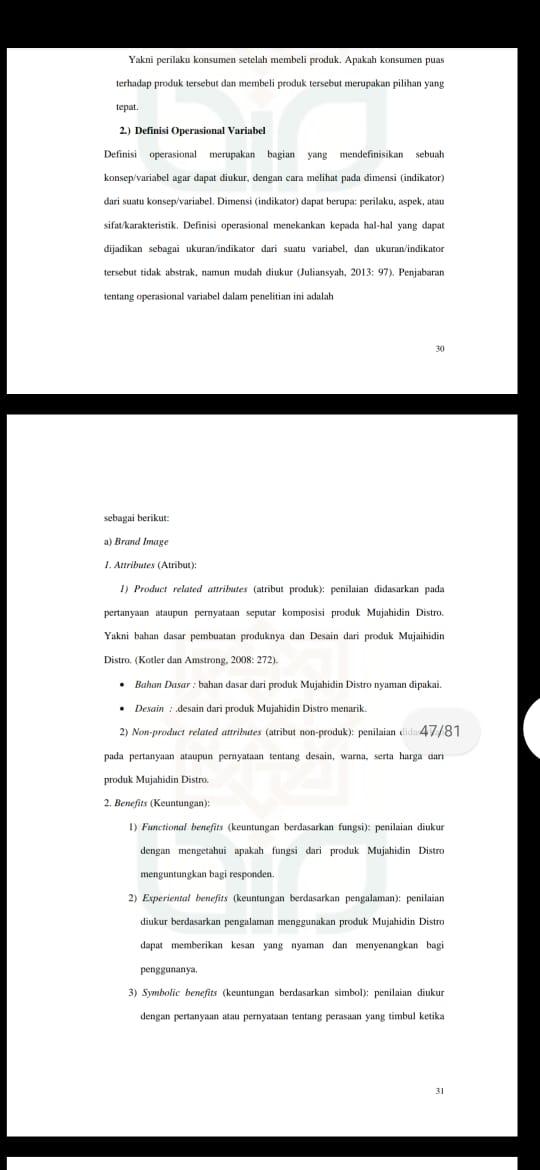 Yakni perilaku konsumen setelah membeli produk. Apakah konsumen puas
terhadap produk tersebut dan membeli produk tersebut merupakan pilihan yang
tepat.
2.) Definisi Operasional Variabel
Definisi operasional merupakan bagian yang mendefinisikan sebuah
konsep/variabel agar dapat diukur, dengan cara melihat pada dimensi (indikator)
dari suatu konsep/variabel. Dimensi (indikator) dapat berupa: perilaku, aspek, atau
sifat/karakteristik. Definisi operasional menekankan kepada hal-hal yang dapat
dijadikan sebagai ukuran/indikator dari suatu variabel, dan ukuran/indikator
tersebut tidak abstrak, namun mudah diukur (Juliansyah, 2013: 97). Penjabaran
tentang operasional variabel dalam penelitian ini adalah
30
sebagai berikut:
a) Brand Image
1. Attributes (Atribut):
1) Product related attributes (atribut produk): penilaian didasarkan pada
pertanyaan ataupun pernyataan seputar komposisi produk Mujahidin Distro.
Yakni bahan dasar pembuatan produknya dan Desain dari produk Mujaihidin
Distro. (Kotler dan Amstrong, 2008: 272).
• Bahan Dasar : bahan dasar dari produk Mujahidin Distro nyaman dipakai.
• Desain : .desain dari produk Mujahidin Distro menarik.
2) Non-product related attributes (atribut non-produk): penilaian
47/81
pada pertanyaan ataupun pernyataan tentang desain, warna, serta harga dari
produk Mujahidin Distro.
2. Benefits (Keuntungan):
1) Functional benefits (keuntungan berdasarkan fungsi): penilaian diukur
dengan mengetahui apakah fungsi dari produk Mujahidin Distro
menguntungkan bagi responden.
2) Experiental benefits (keuntungan berdasarkan pengalaman): penilaian
diukur berdasarkan pengalaman menggunakan produk Mujahidin Distro
dapat memberikan kesan yang nyaman dan menyenangkan bagi
penggunanya.
3) Symbolic benefits (keuntungan berdasarkan simbol): penilaian diukur
dengan pertanyaan atau pernyataan tentang perasaan yang timbul ketika
31